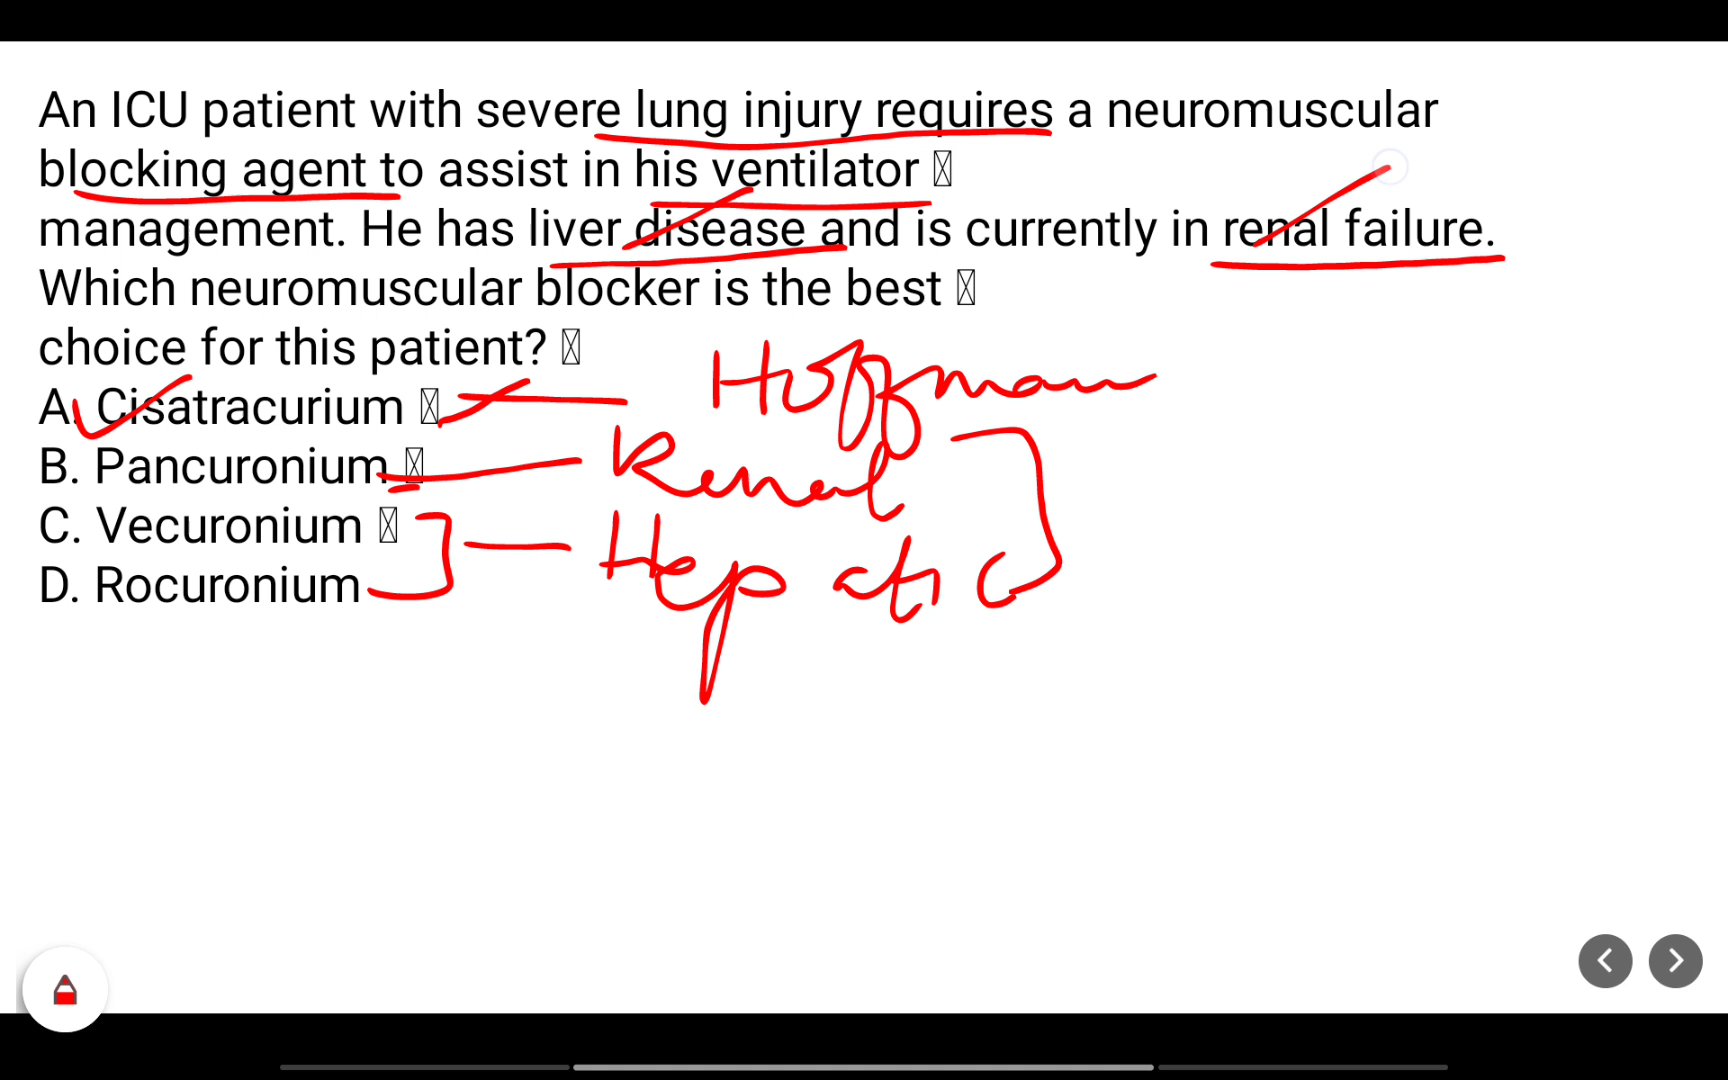 An ICU patient with severe lung injury requires a neuromuscular
blocking agent to assist in his ventilator
management. He has liver disease and is currently in renal failure.
Which neuromuscular blocker is the best
choice for this patient?
A. Cisatracurium Hoffman
B. Pancuronium Renal
C. Vecuronium Hepatic
D. Rocuronium